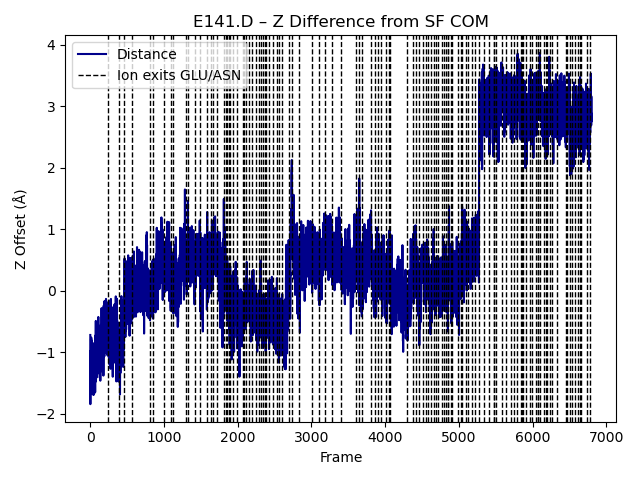 E141.D – Z Difference from SF COM
Distance
Ion exits GLU/ASN
Z Offset (Å)
4
3
2
1
0
−1
−2
0 1000 2000 3000 4000 5000 6000 7000
Frame